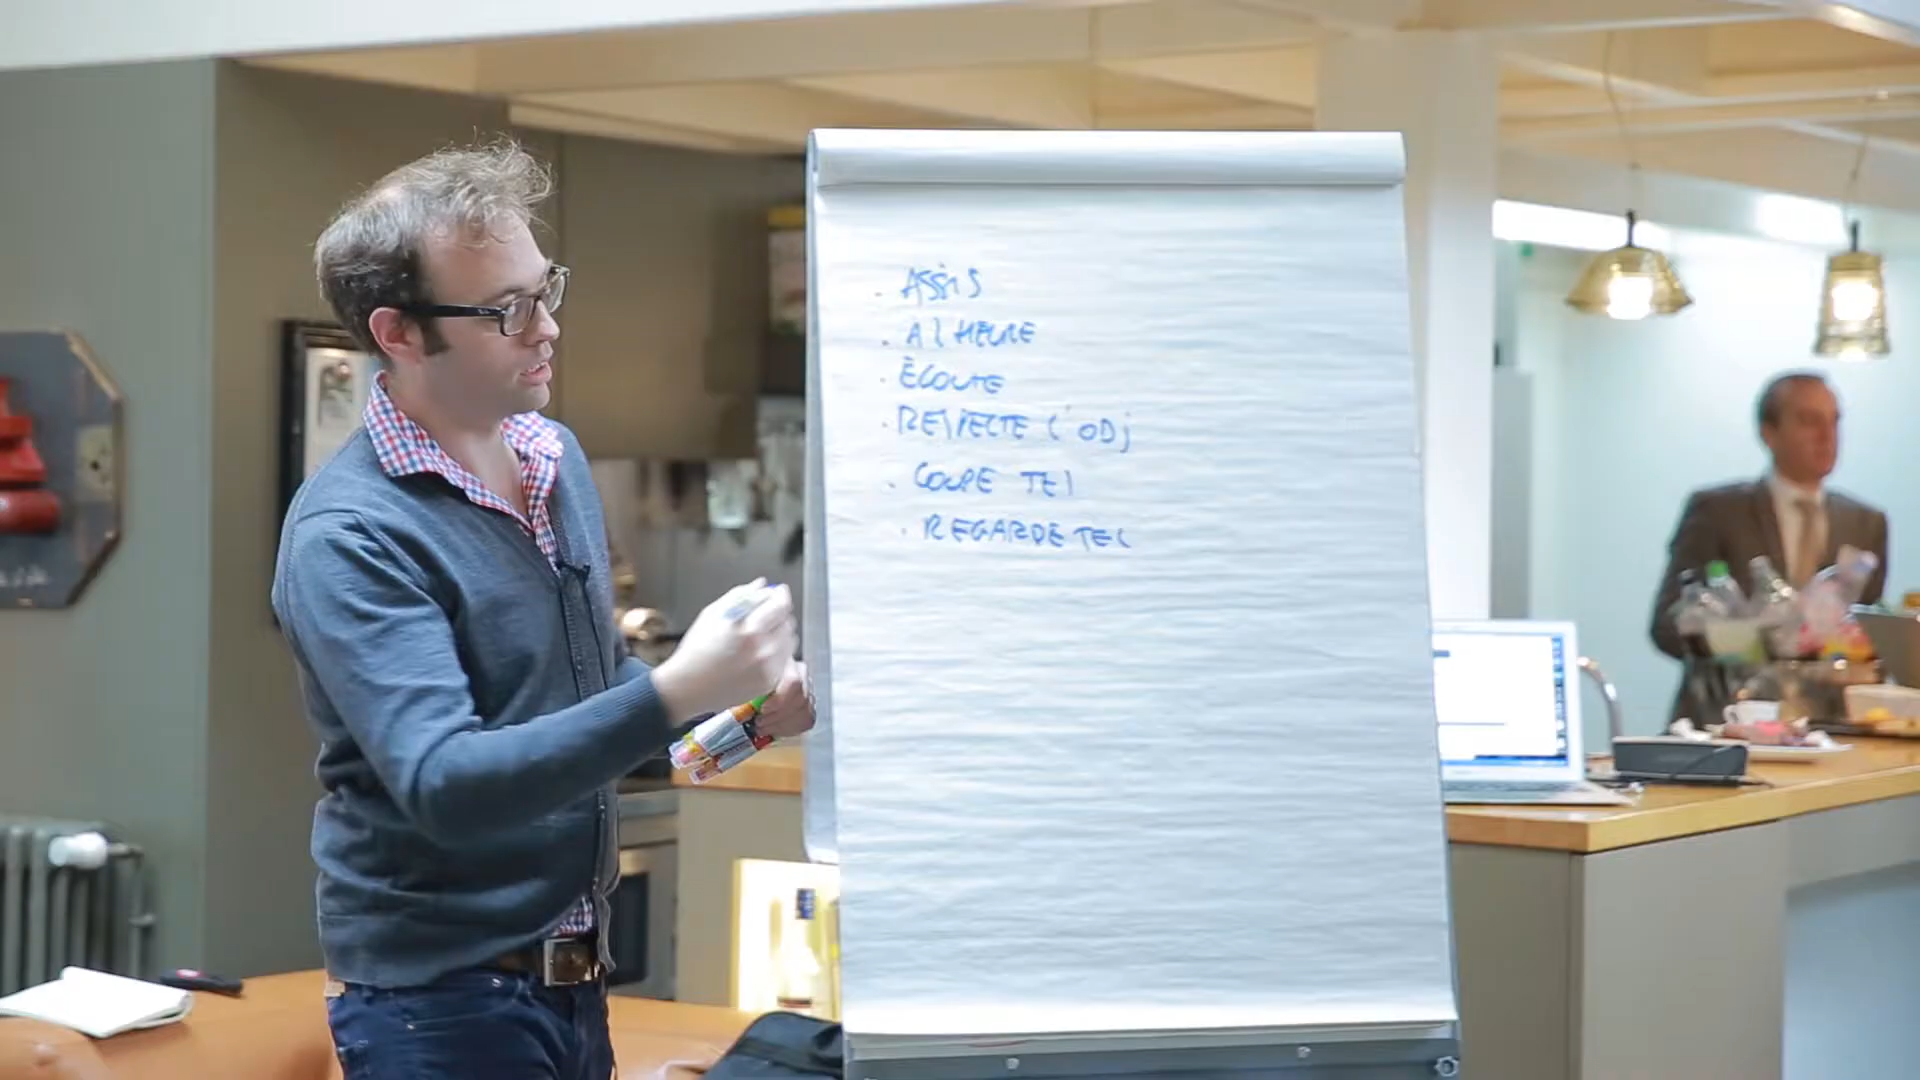 . ASSIS
. A L HEURE
. ÉCOUTE
. RESPECTE L'ODJ
. COUPE TEL
. REGARDE TEL